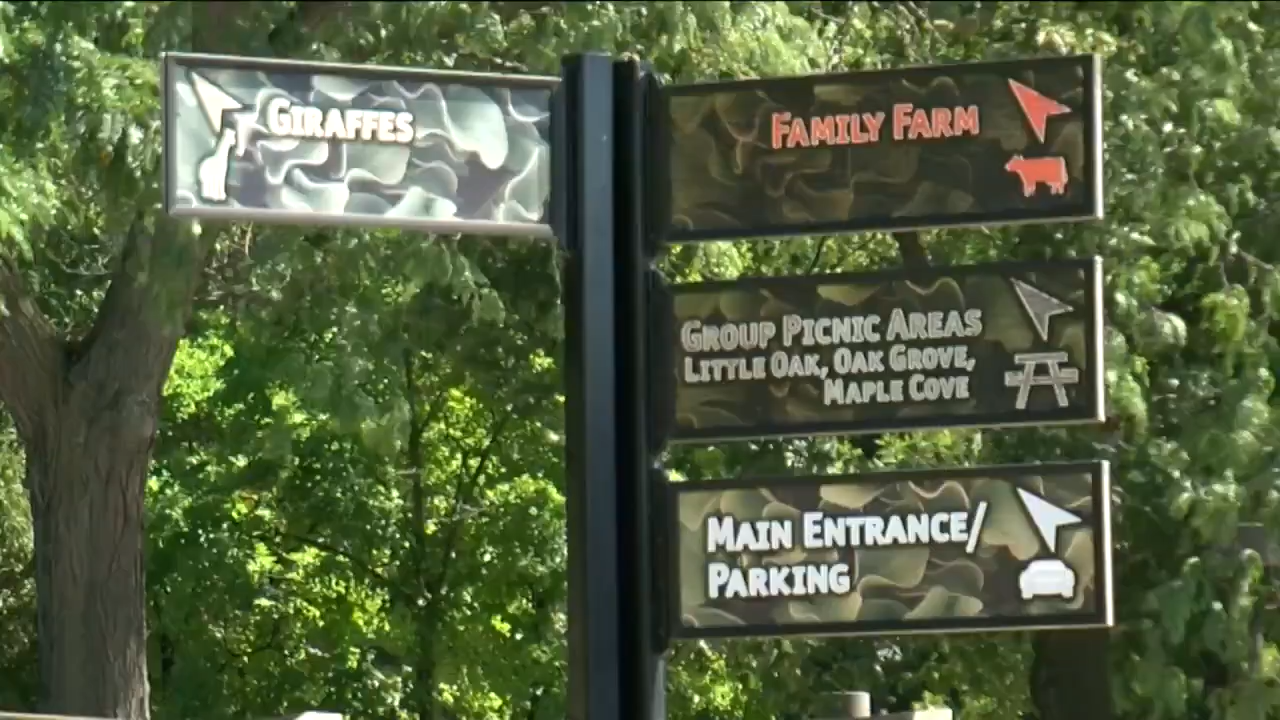 GIRAFFES
FAMILY FARM
GROUP PICNIC AREAS
LITTLE OAK, OAK GROVE,
MAPLE COVE
MAIN ENTRANCE/
PARKING